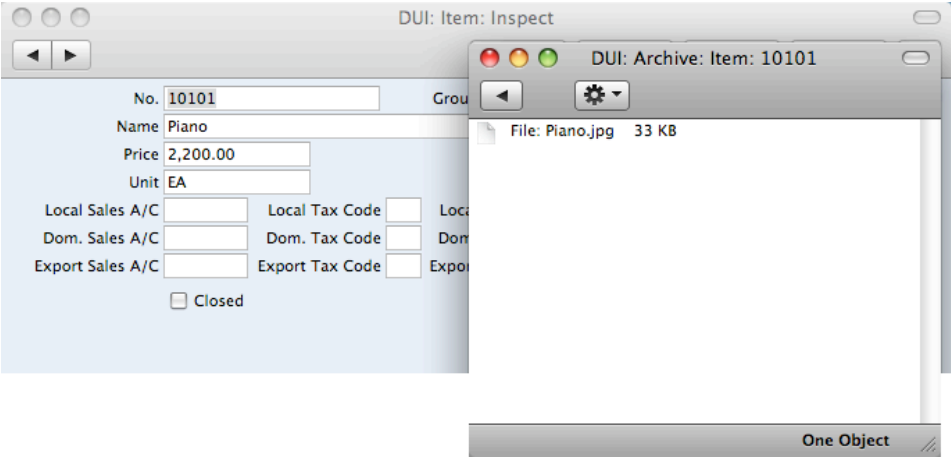 DUI: Item: Inspect
No. 10101 Grou
Name Piano
Price 2,200.00
Unit EA
Local Sales A/C Local Tax Code Loca
Dom. Sales A/C Dom. Tax Code Dom
Export Sales A/C Export Tax Code Expor
Closed
DUI: Archive: Item: 10101
File: Piano.jpg 33 KB
One Object